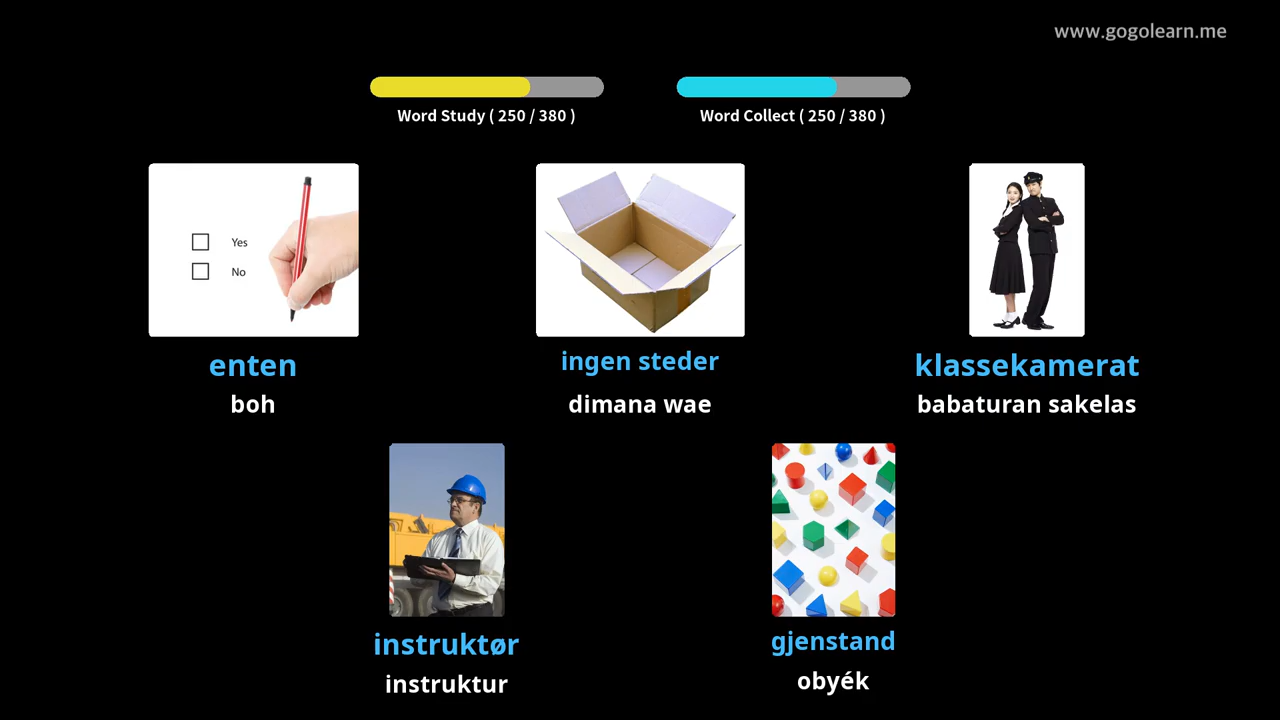 www.gogolearn.me
Word Study ( 250 / 380 )
Word Collect ( 250 / 380 )
Yes
No
enten
boh
ingen steder
dimana wae
klassekamerat
babaturan sakelas
instruktør
instruktur
gjenstand
obyék